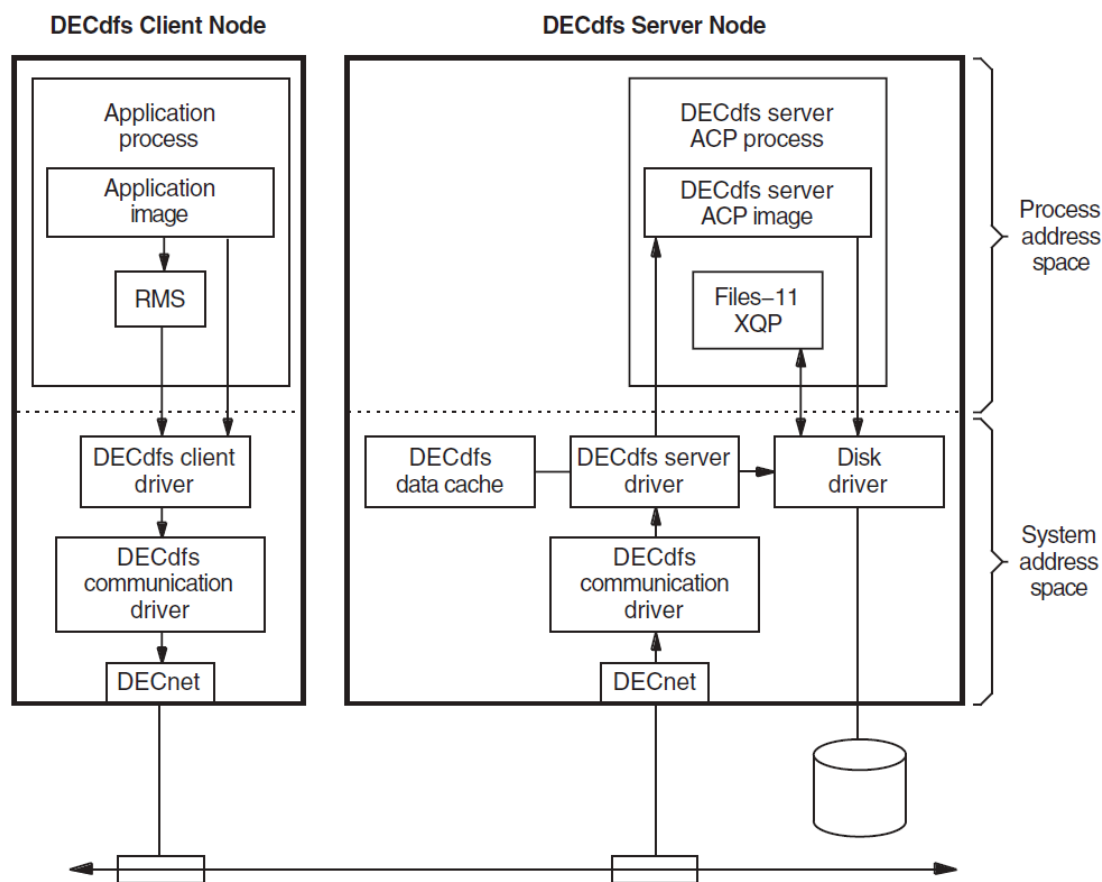 DECdfs Client Node
DECdfs Server Node
Application
process
Application
image
RMS
DECdfs client
driver
DECdfs
communication
driver
DECnet
DECdfs server
ACP process
DECdfs server
ACP image
Files–11
XQP
DECdfs
data cache
DECdfs server
driver
Disk
driver
DECdfs
communication
driver
DECnet
Process
address
space
System
address
space